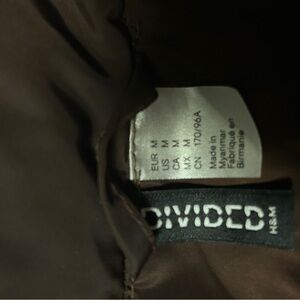 EUR M
US M
CA M
MX M
CN 170/96A
Made in
Myanmar
Fabriqué en
Birmanie
DIVIDED
H&M